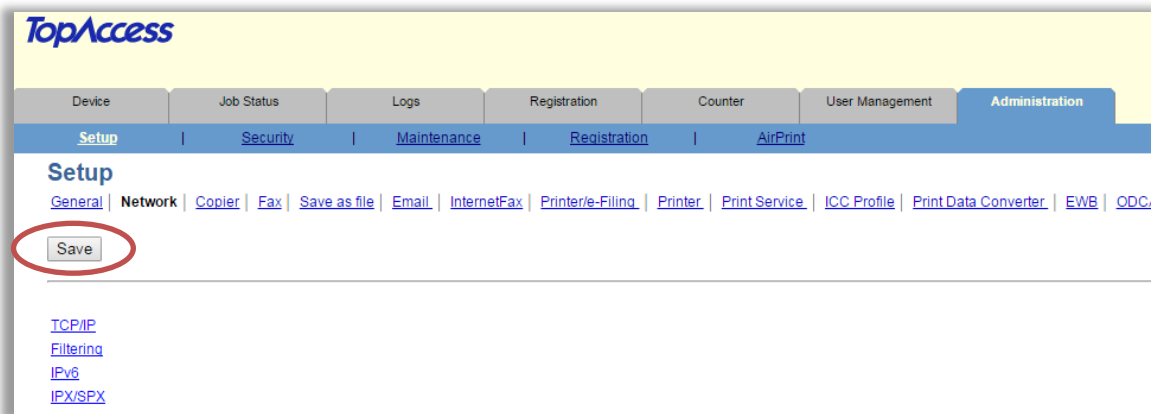 TopAccess
Device Job Status Logs Registration Counter User Management Administration
Setup | Security | Maintenance | Registration | AirPrint
Setup
General | Network | Copier | Fax | Save as file | Email | InternetFax | Printer/e-Filing | Printer | Print Service | ICC Profile | Print Data Converter | EWB | ODCA
Save
TCP/IP
Filtering
IPv6
IPX/SPX